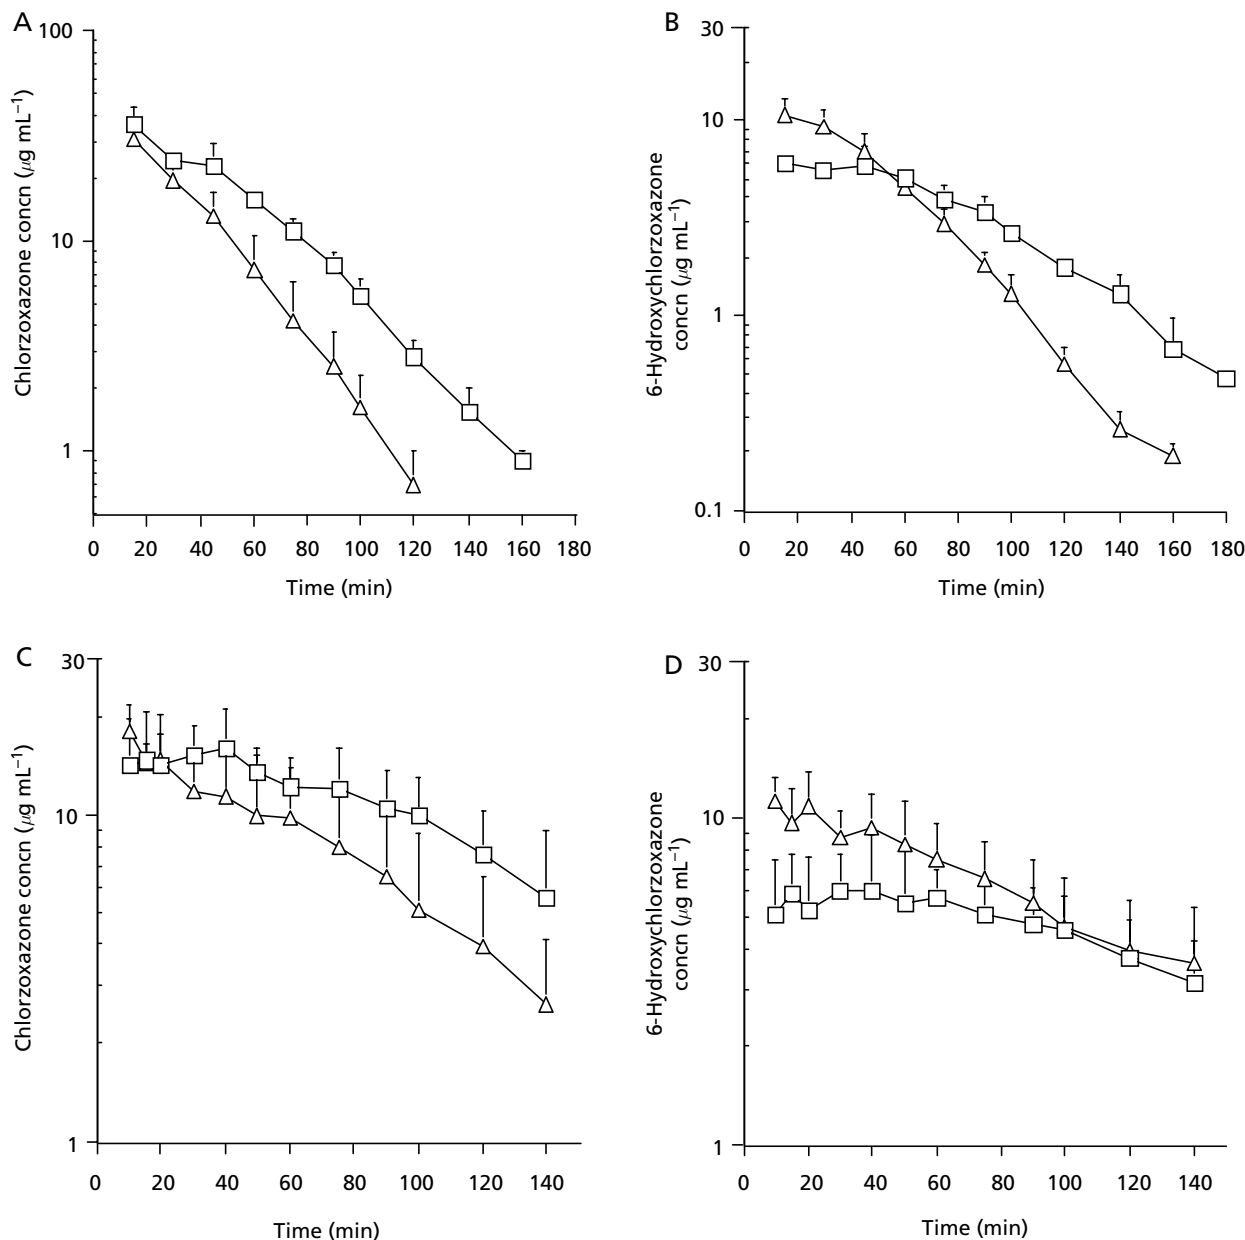 A
100
10
1
Chlorzoxazone concn (µg mL⁻¹)
0 20 40 60 80 100 120 140 160 180
Time (min)
B
30
10
1
0.1
6-Hydroxychlorzoxazone
concn (µg mL⁻¹)
0 20 40 60 80 100 120 140 160 180
Time (min)
C
30
10
1
Chlorzoxazone concn (µg mL⁻¹)
0 20 40 60 80 100 120 140
Time (min)
D
30
10
1
6-Hydroxychlorzoxazone
concn (µg mL⁻¹)
0 20 40 60 80 100 120 140
Time (min)